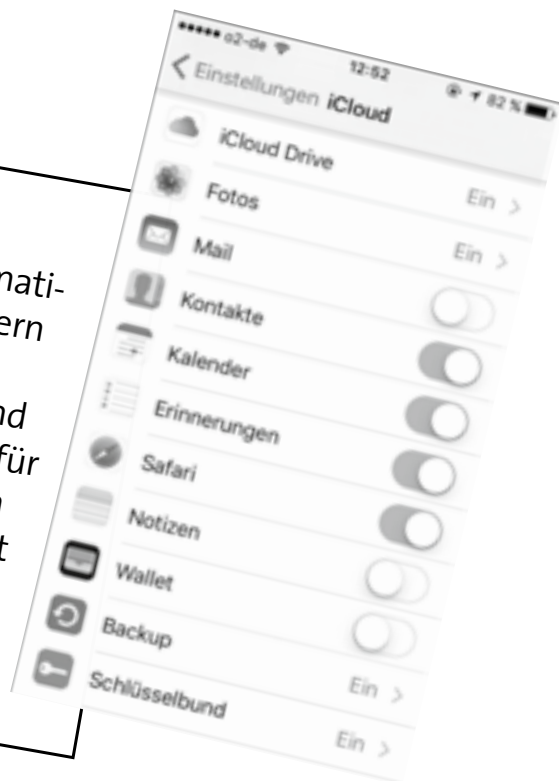 nati-
ern
nd
für
t
o2-de 12:52 82 %
Einstellungen iCloud
iCloud Drive Ein
Fotos Ein
Mail
Kontakte
Kalender
Erinnerungen
Safari
Notizen
Wallet
Backup Ein
Schlüsselbund Ein